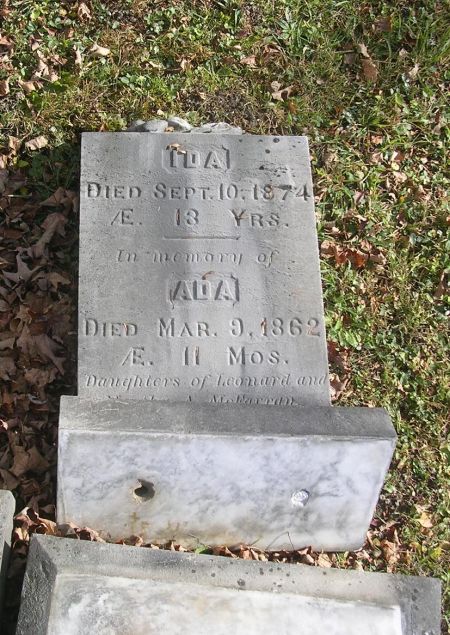 IDA
DIED SEPT. 10, 1874
Æ. 13 YRS.
In memory of
ADA
DIED MAR. 9, 1862
Æ. 11 MOS.
Daughters of Leonard and
A. McFarran.